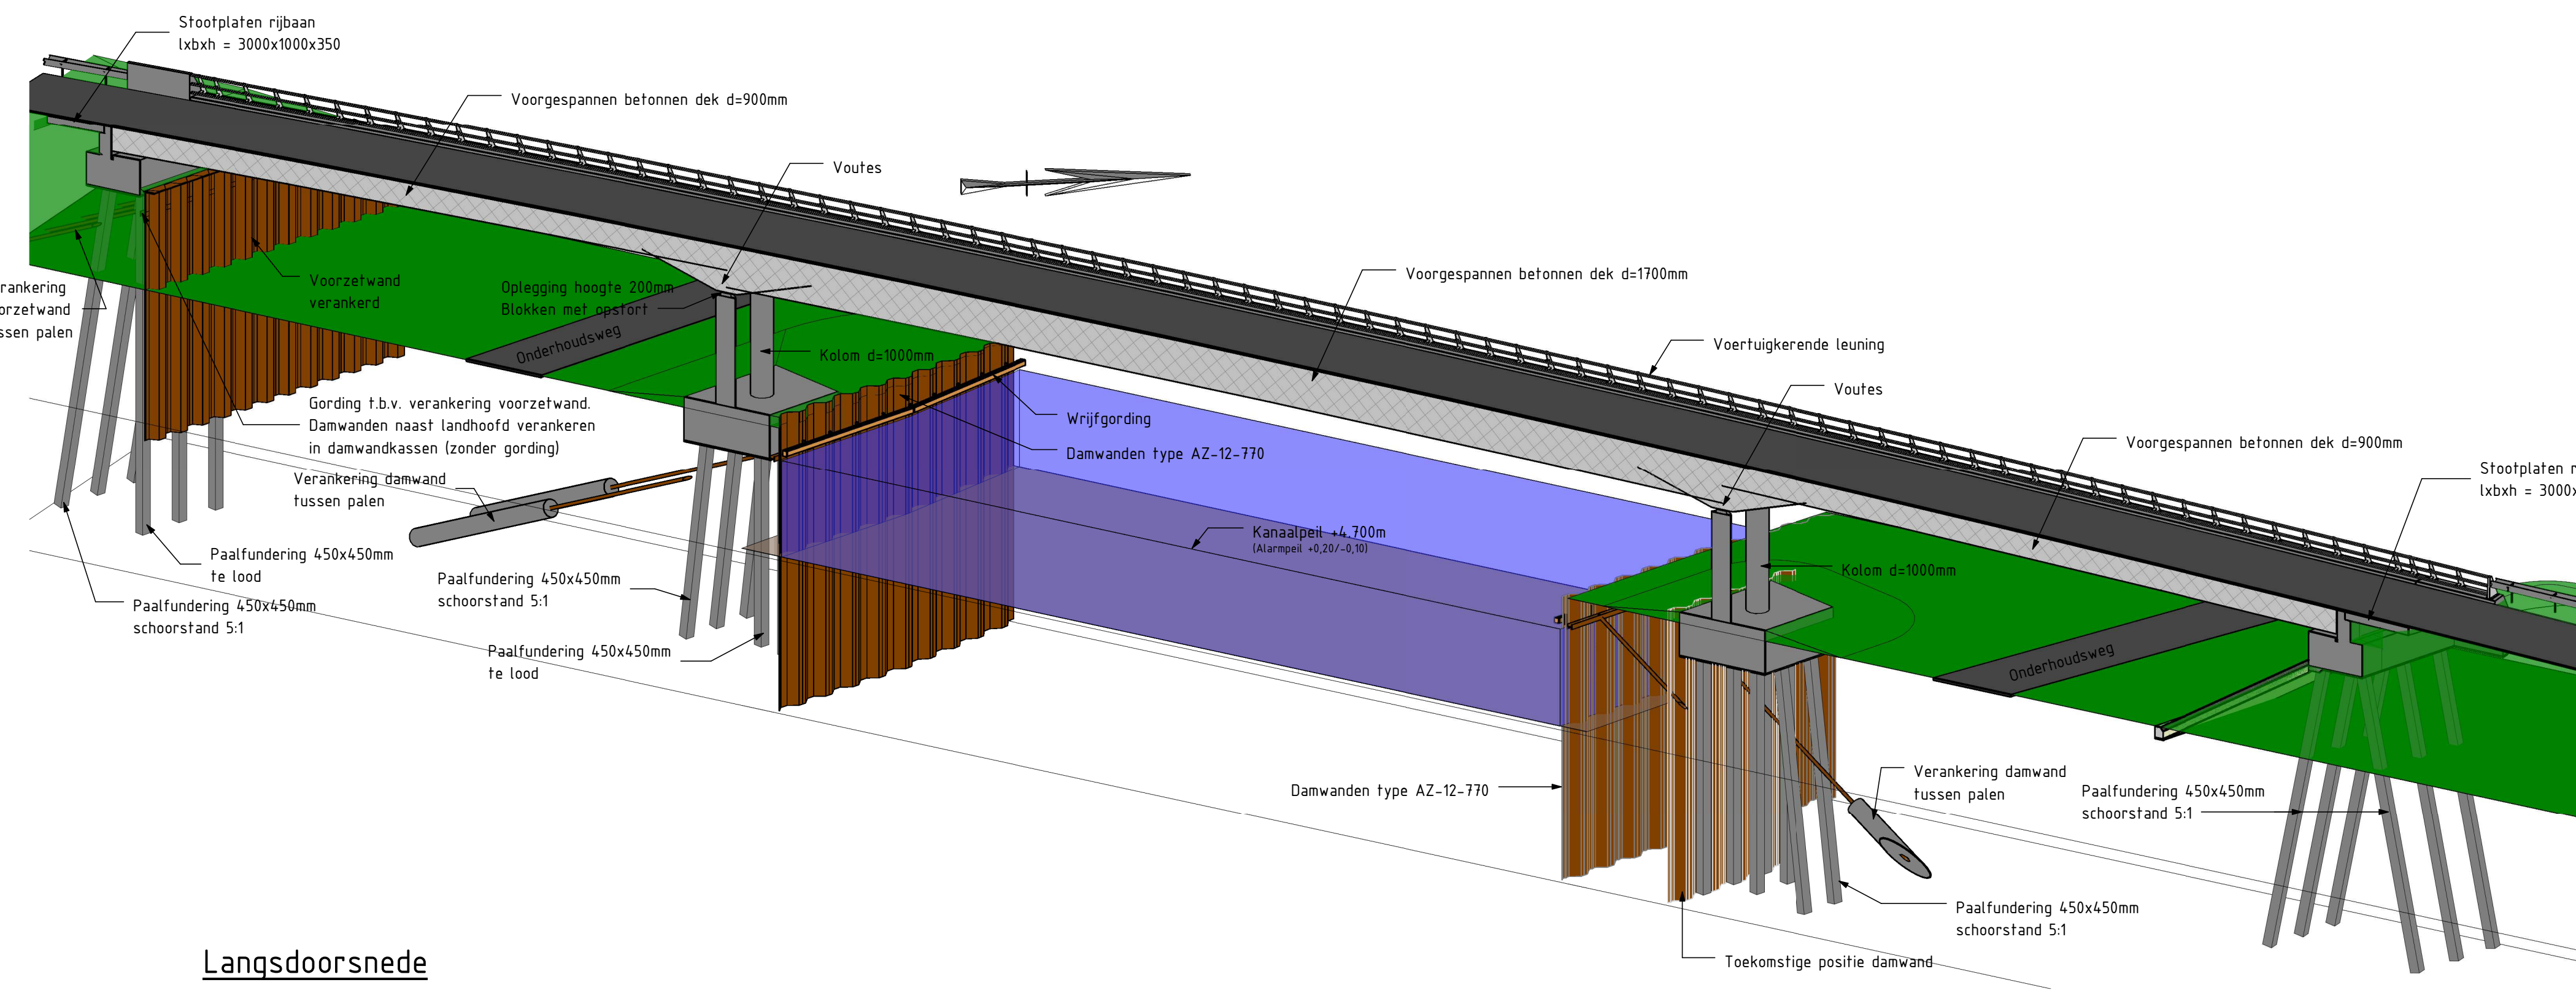 Stootplaten rijbaan
lxbxh = 3000x1000x350
Voorgespannen betonnen dek d=900mm
Voutes
Voorgespannen betonnen dek d=1700mm
Voertuigkerende leuning
Voutes
Voorgespannen betonnen dek d=900mm
Stootplaten r
lxbxh = 3000x
rankering
orzetwand
ssen palen
Voorzetwand
verankerd
Oplegging hoogte 200mm
Blokken met opstort
Onderhoudsweg
Kolom d=1000mm
Gording t.b.v. verankering voorzetwand.
Damwanden naast landhoofd verankeren
in damwandkassen (zonder gording)
Wrijfgording
Damwanden type AZ-12-770
Verankering damwand
tussen palen
Kanaalpeil +4.700m
(Alarmpeil +0,20/-0,10)
Paalfundering 450x450mm
te lood
Paalfundering 450x450mm
schoorstand 5:1
Paalfundering 450x450mm
schoorstand 5:1
Paalfundering 450x450mm
te lood
Kolom d=1000mm
Onderhoudsweg
Damwanden type AZ-12-770
Verankering damwand
tussen palen
Paalfundering 450x450mm
schoorstand 5:1
Paalfundering 450x450mm
schoorstand 5:1
Toekomstige positie damwand
Langsdoorsnede